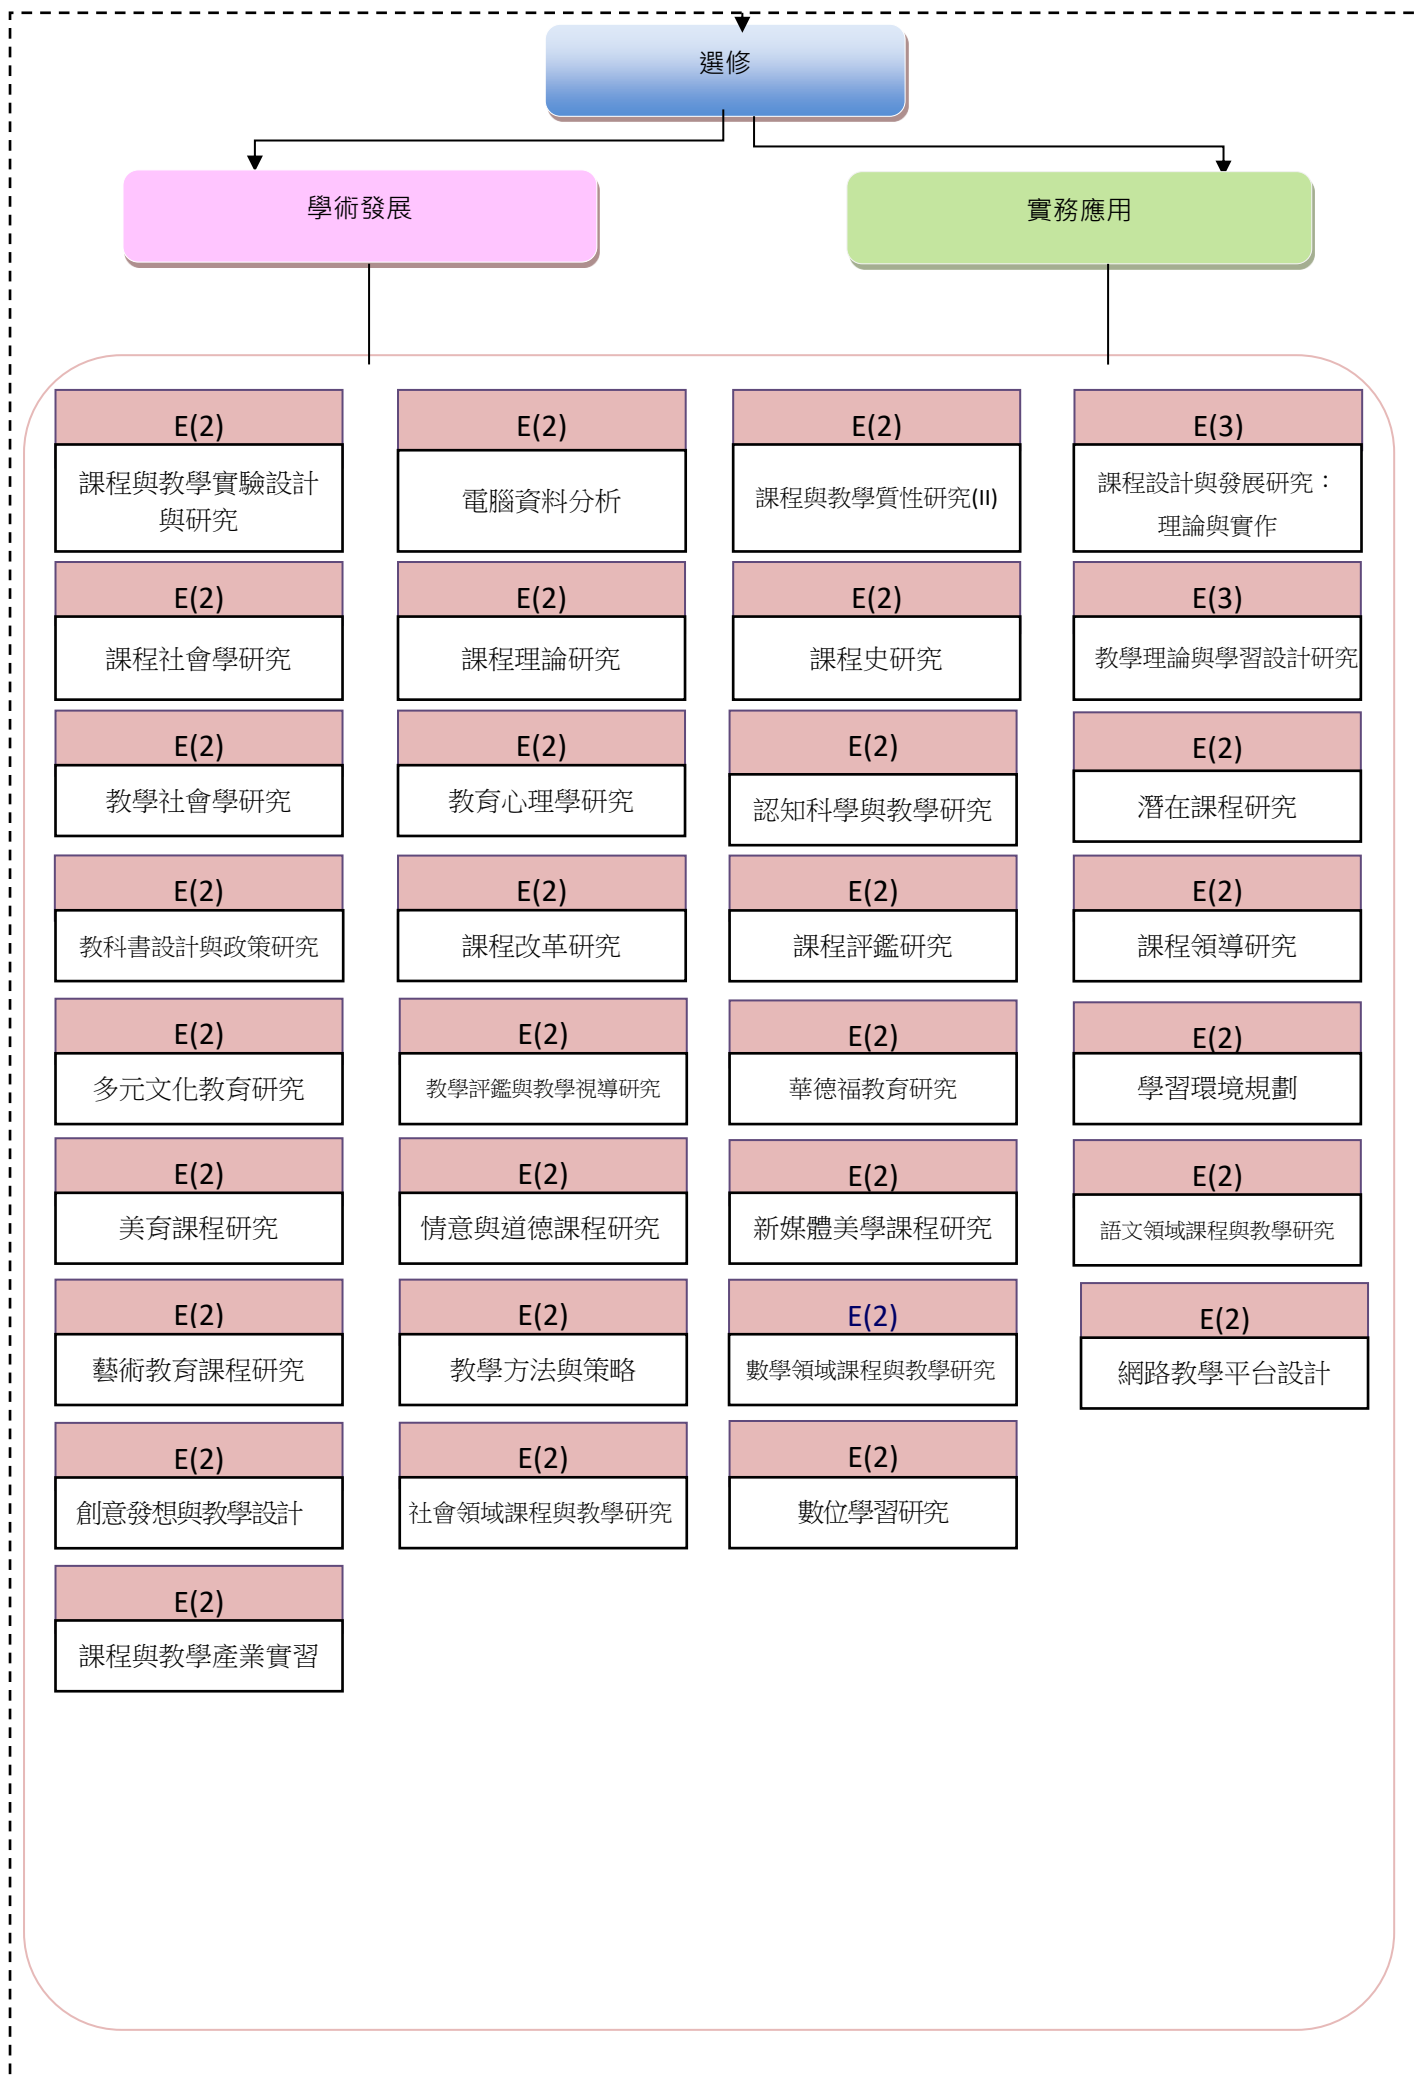 選修
學術發展
實務應用
E(2)
課程與教學實驗設計
與研究
E(2)
電腦資料分析
E(2)
課程與教學質性研究(II)
E(3)
課程設計與發展研究：
理論與實作
E(2)
課程社會學研究
E(2)
課程理論研究
E(2)
課程史研究
E(3)
教學理論與學習設計研究
E(2)
教學社會學研究
E(2)
教育心理學研究
E(2)
認知科學與教學研究
E(2)
潛在課程研究
E(2)
教科書設計與政策研究
E(2)
課程改革研究
E(2)
課程評鑑研究
E(2)
課程領導研究
E(2)
多元文化教育研究
E(2)
教學評鑑與教學視導研究
E(2)
華德福教育研究
E(2)
學習環境規劃
E(2)
美育課程研究
E(2)
情意與道德課程研究
E(2)
新媒體美學課程研究
E(2)
語文領域課程與教學研究
E(2)
藝術教育課程研究
E(2)
教學方法與策略
E(2)
數學領域課程與教學研究
E(2)
網路教學平台設計
E(2)
創意發想與教學設計
E(2)
社會領域課程與教學研究
E(2)
數位學習研究
E(2)
課程與教學產業實習